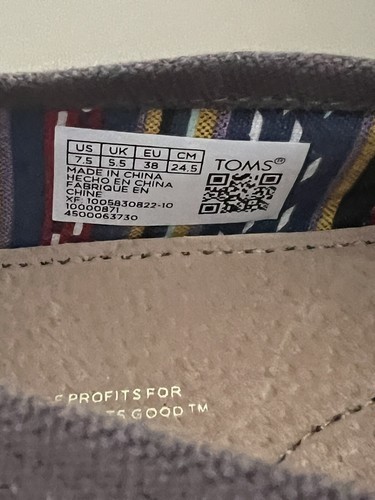 US UK EU CM
7.5 5.5 38 24.5
TOMS®
MADE IN CHINA
HECHO EN CHINA
FABRIQUE EN
CHINE
XF: 1005830822-10
10000871
4500063730
PROFITS FOR
GOOD™